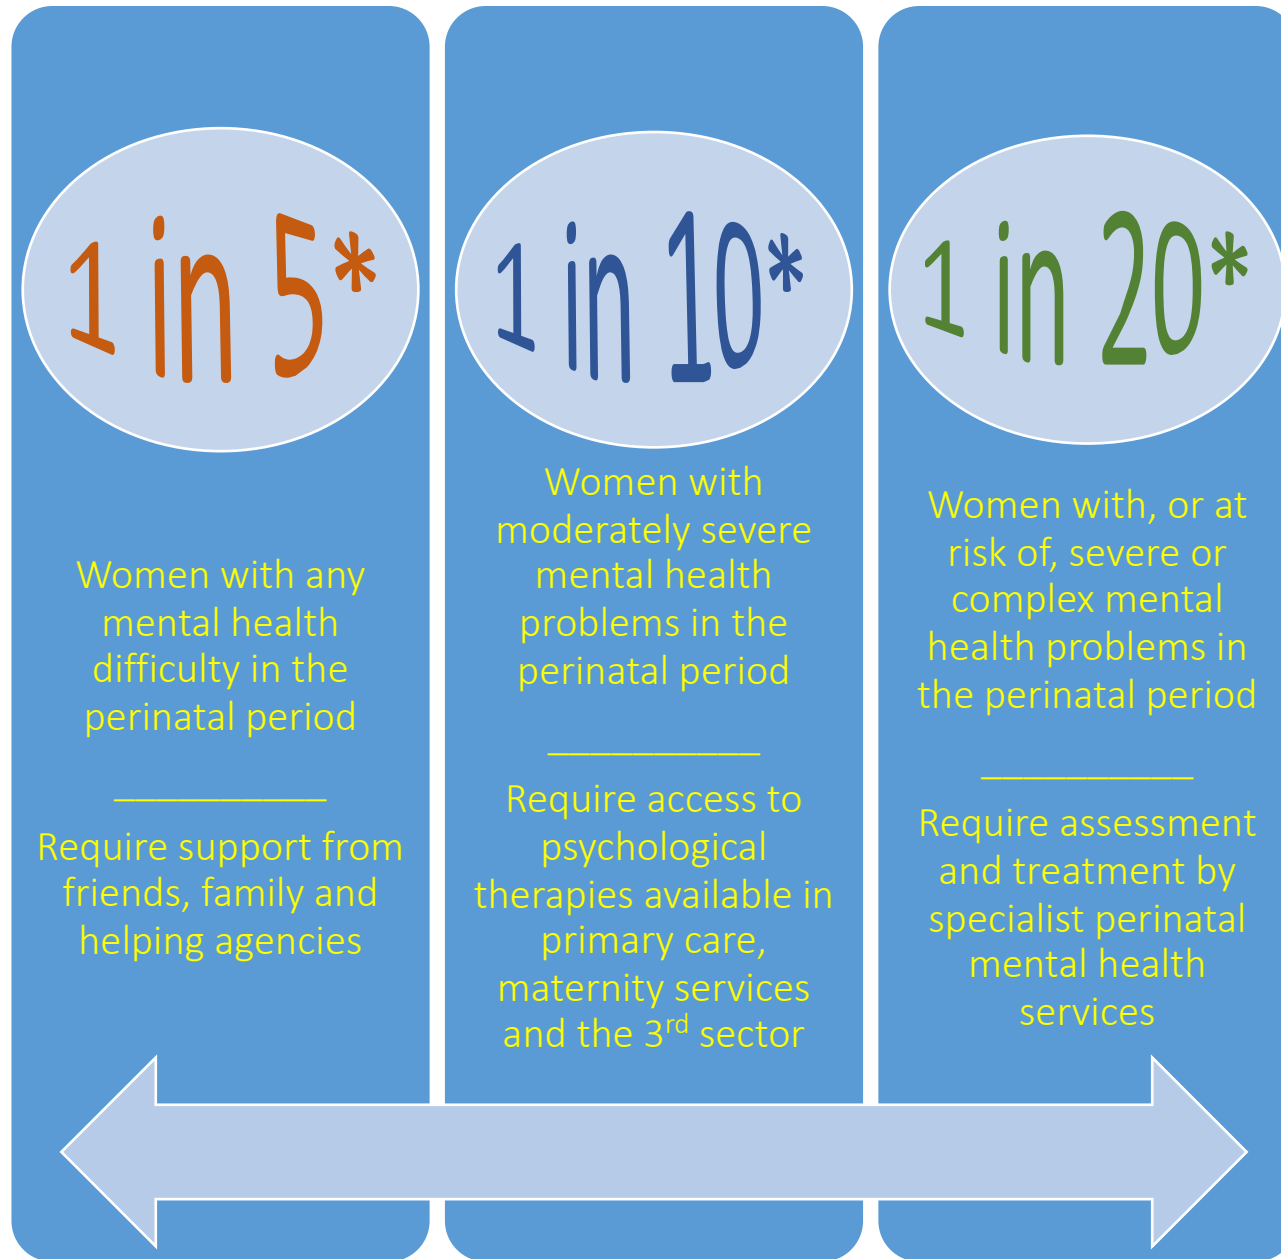 1 in 5*
Women with any
mental health
difficulty in the
perinatal period
__________
Require support from
friends, family and
helping agencies
1 in 10*
Women with
moderately severe
mental health
problems in the
perinatal period
__________
Require access to
psychological
therapies available in
primary care,
maternity services
and the 3rd sector
1 in 20*
Women with, or at
risk of, severe or
complex mental
health problems in
the perinatal period
__________
Require assessment
and treatment by
specialist perinatal
mental health
services